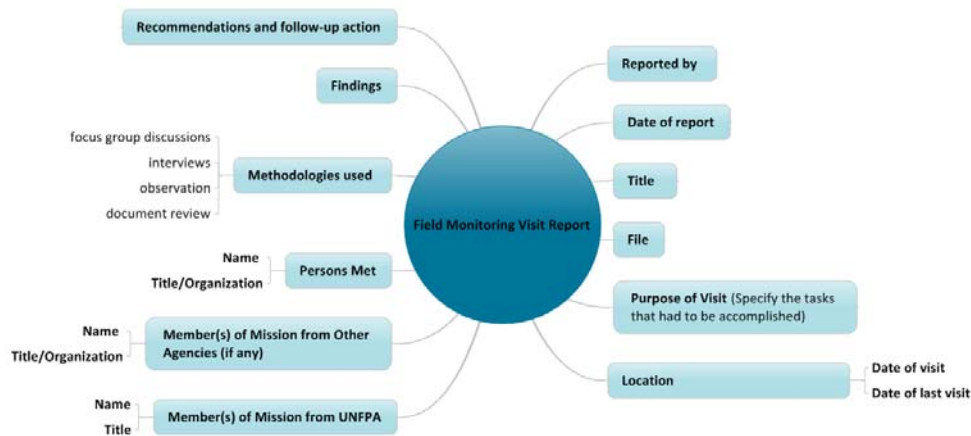 Field Monitoring Visit Report
Reported by
Date of report
Title
File
Purpose of Visit (Specify the tasks
that had to be accomplished)
Location
Date of visit
Date of last visit
Member(s) of Mission from UNFPA
Name
Title
Member(s) of Mission from Other
Agencies (if any)
Name
Title/Organization
Persons Met
Name
Title/Organization
Methodologies used
focus group discussions
interviews
observation
document review
Findings
Recommendations and follow-up action